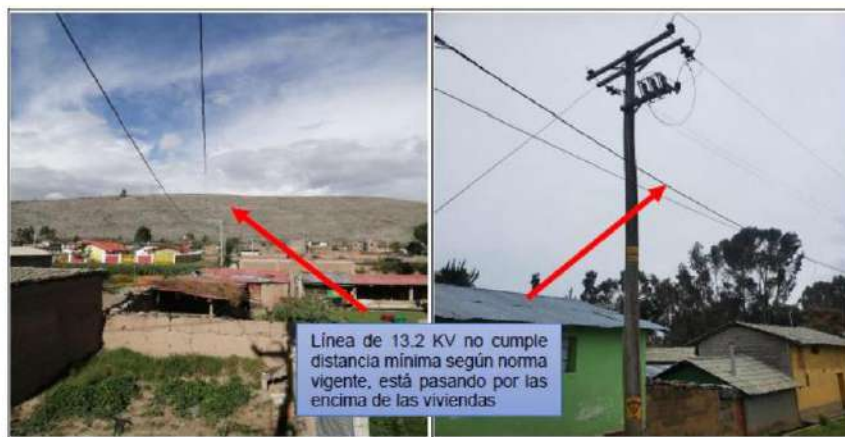 Línea de 13.2 KV no cumple
distancia mínima según norma
vigente, está pasando por las
encima de las viviendas